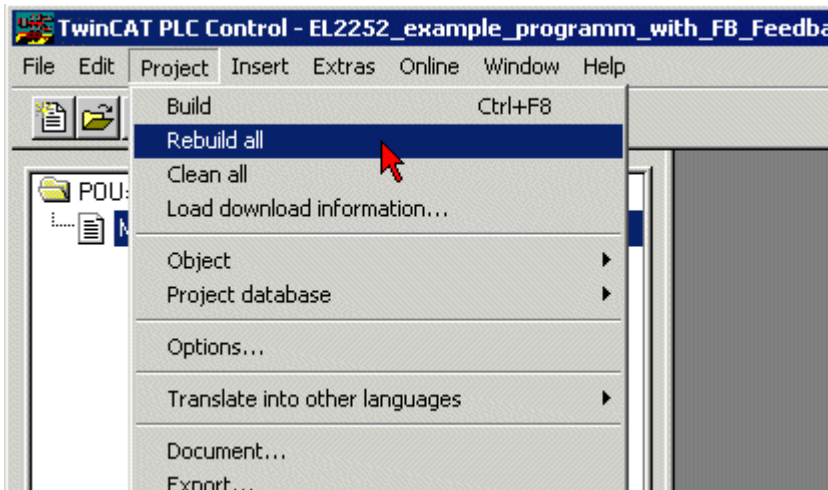 TwinCAT PLC Control - EL2252_example_programm_with_FB_Feedba
File Edit Project Insert Extras Online Window Help
Build Ctrl+F8
Rebuild all
Clean all
Load download information...
POUs
Object
Project database
Options...
Translate into other languages
Document...
Export...